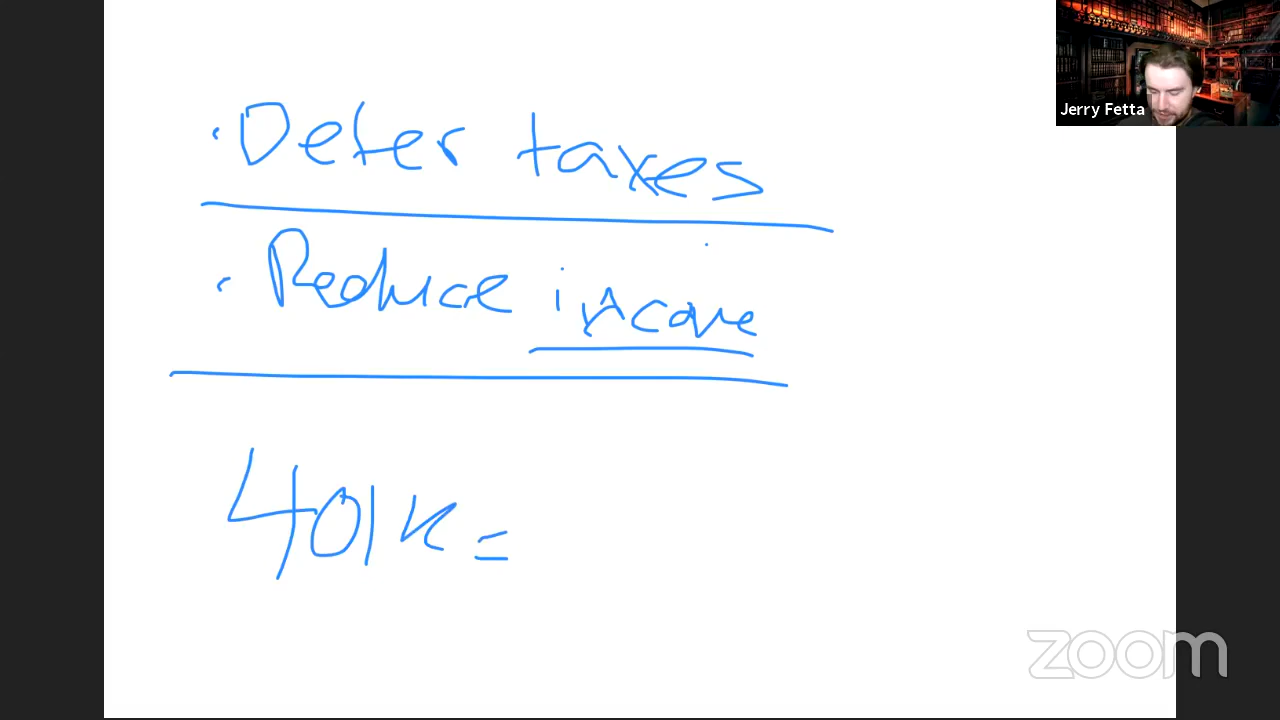 · Defer taxes
· Reduce income
401K =
Jerry Fetta
zoom